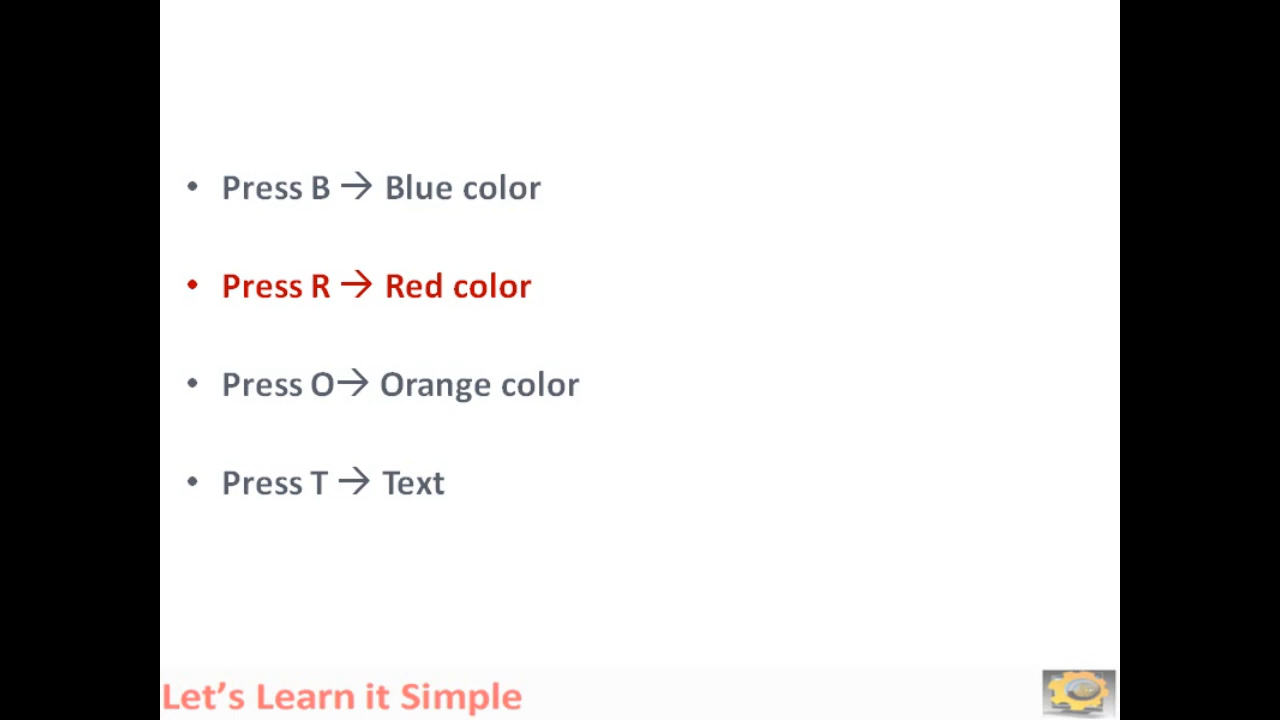 • Press B → Blue color
• Press R → Red color
• Press O→ Orange color
• Press T → Text
Let's Learn it Simple